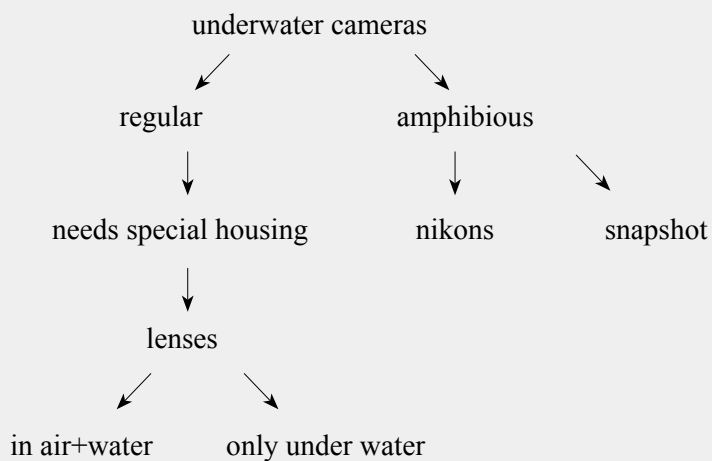 underwater cameras
regular amphibious
needs special housing nikons snapshot
lenses
in air+water only under water